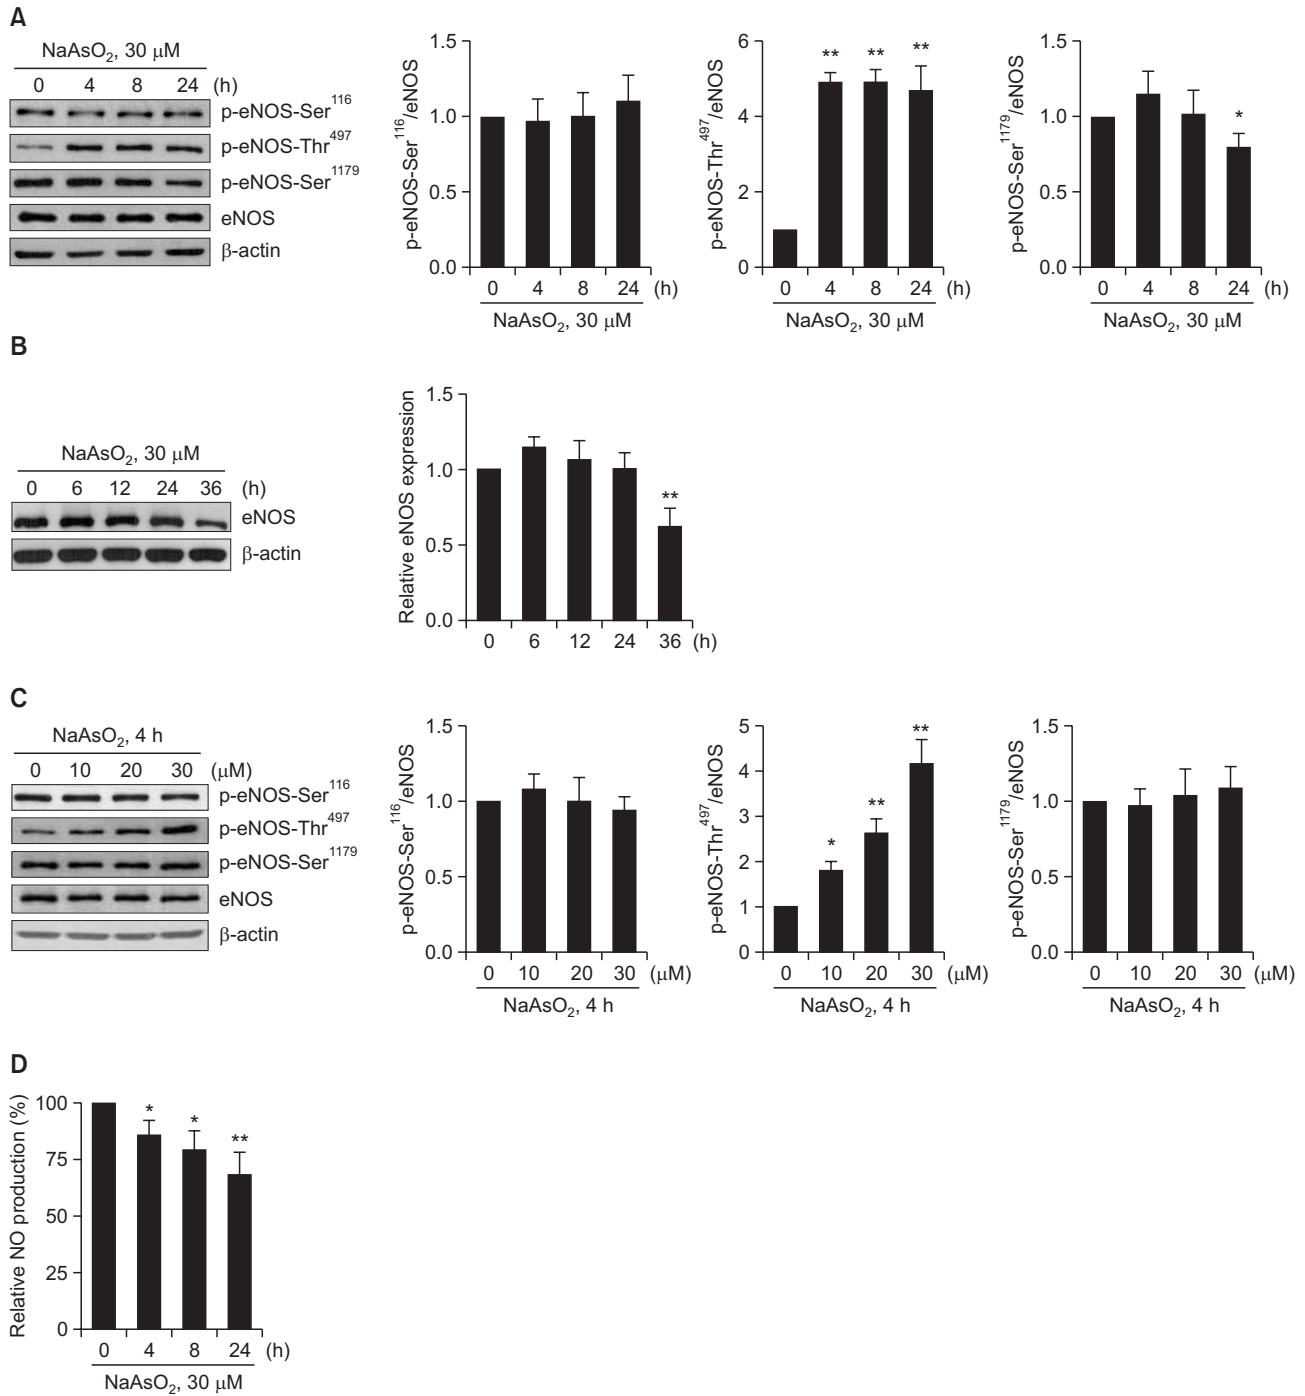 A
NaAsO₂, 30 μM
0 4 8 24 (h)
p-eNOS-Ser¹¹⁶
p-eNOS-Thr⁴⁹⁷
p-eNOS-Ser¹¹⁷⁹
eNOS
β-actin
p-eNOS-Ser¹¹⁶/eNOS
1.5
1.0
0.5
0.0
0 4 8 24 (h)
NaAsO₂, 30 μM
p-eNOS-Thr⁴⁹⁷/eNOS
6
4
2
0
** ** **
0 4 8 24 (h)
NaAsO₂, 30 μM
p-eNOS-Ser¹¹⁷⁹/eNOS
1.5
1.0
0.5
0.0
*
0 4 8 24 (h)
NaAsO₂, 30 μM
B
NaAsO₂, 30 μM
0 6 12 24 36 (h)
eNOS
β-actin
Relative eNOS expression
1.5
1.0
0.5
0.0
**
0 6 12 24 36 (h)
C
NaAsO₂, 4 h
0 10 20 30 (μM)
p-eNOS-Ser¹¹⁶
p-eNOS-Thr⁴⁹⁷
p-eNOS-Ser¹¹⁷⁹
eNOS
β-actin
p-eNOS-Ser¹¹⁶/eNOS
1.5
1.0
0.5
0.0
0 10 20 30 (μM)
NaAsO₂, 4 h
p-eNOS-Thr⁴⁹⁷/eNOS
5
4
3
2
1
0
* ** **
0 10 20 30 (μM)
NaAsO₂, 4 h
p-eNOS-Ser¹¹⁷⁹/eNOS
1.5
1.0
0.5
0.0
0 10 20 30 (μM)
NaAsO₂, 4 h
D
Relative NO production (%)
100
75
50
25
0
* * **
0 4 8 24 (h)
NaAsO₂, 30 μM